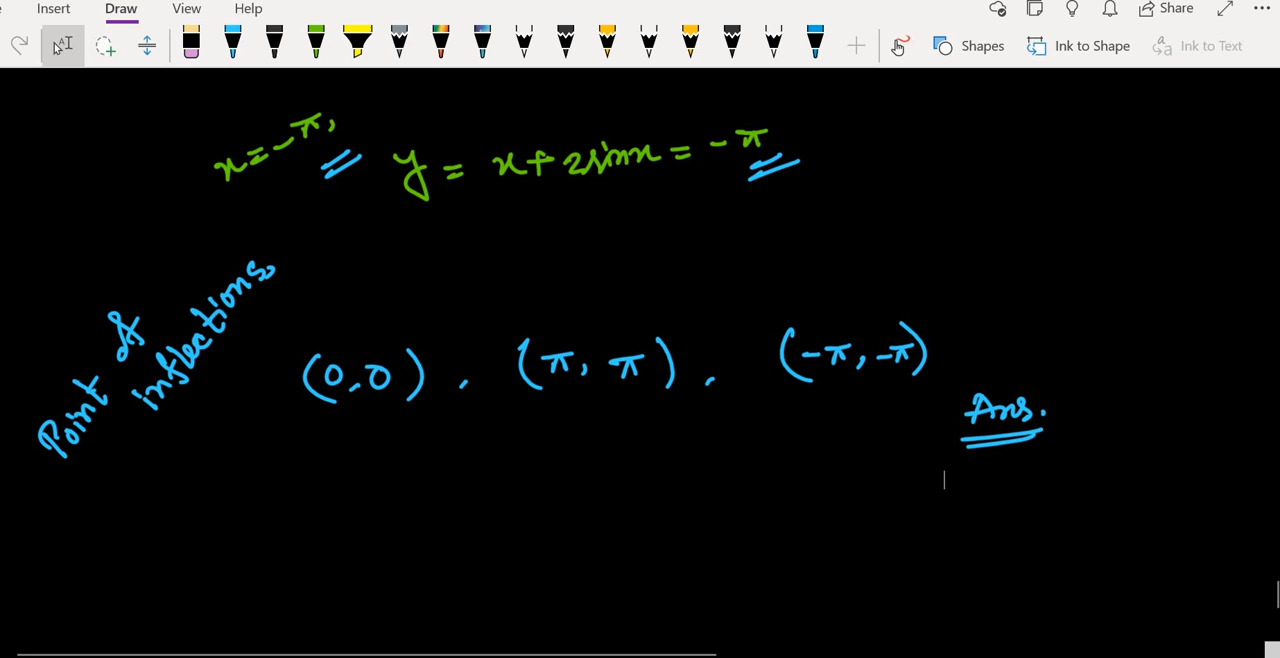 Insert Draw View Help Share
Shapes Ink to Shape Ink to Text
x=-π, y = x+2sinx = -π
Point of inflections
(0,0), (π, π), (-π, -π)
Ans.